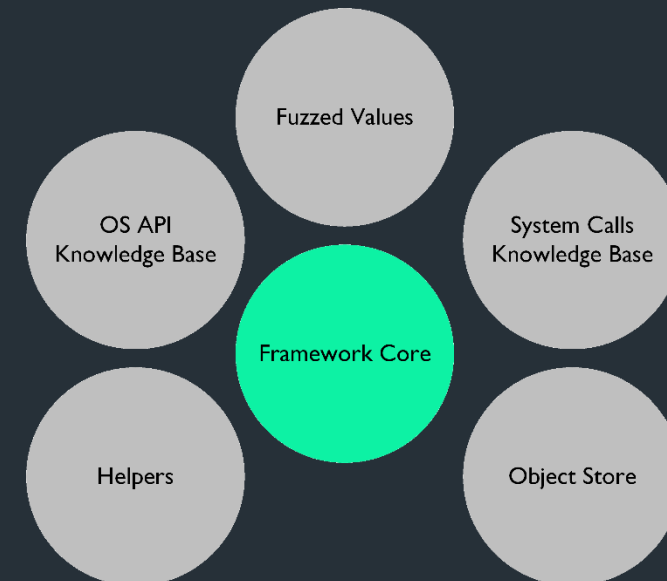 Fuzzed Values
OS API
Knowledge Base
System Calls
Knowledge Base
Framework Core
Helpers
Object Store